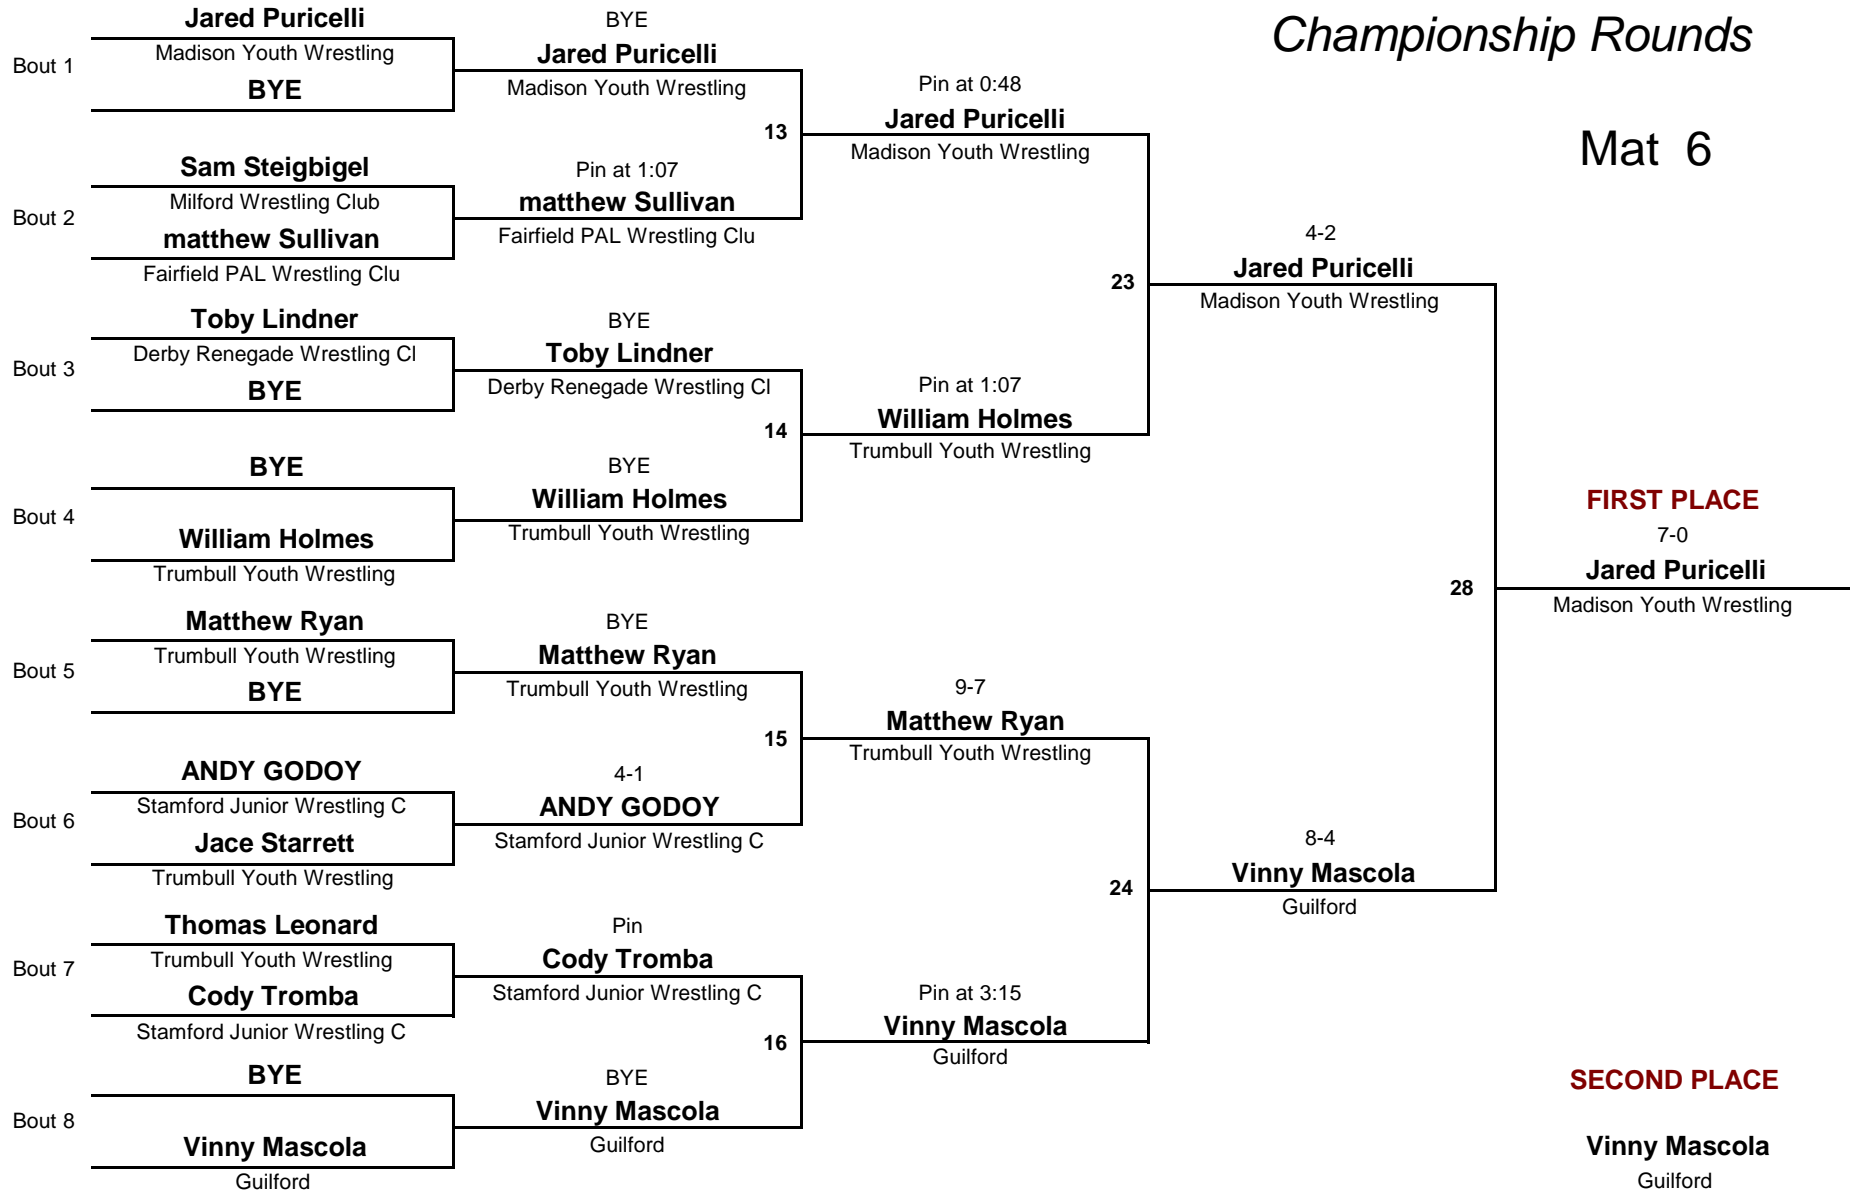 Championship Rounds
Mat 6
Bout 1
Jared Puricelli
Madison Youth Wrestling
BYE
Bout 2
Sam Steigbigel
Milford Wrestling Club
matthew Sullivan
Fairfield PAL Wrestling Clu
Bout 3
Toby Lindner
Derby Renegade Wrestling Cl
BYE
Bout 4
BYE
William Holmes
Trumbull Youth Wrestling
Bout 5
Matthew Ryan
Trumbull Youth Wrestling
BYE
Bout 6
ANDY GODOY
Stamford Junior Wrestling C
Jace Starrett
Trumbull Youth Wrestling
Bout 7
Thomas Leonard
Trumbull Youth Wrestling
Cody Tromba
Stamford Junior Wrestling C
Bout 8
BYE
Vinny Mascola
Guilford
BYE
Jared Puricelli
Madison Youth Wrestling
13
Pin at 1:07
matthew Sullivan
Fairfield PAL Wrestling Clu
BYE
Toby Lindner
Derby Renegade Wrestling Cl
14
BYE
William Holmes
Trumbull Youth Wrestling
BYE
Matthew Ryan
Trumbull Youth Wrestling
15
4-1
ANDY GODOY
Stamford Junior Wrestling C
Pin
Cody Tromba
Stamford Junior Wrestling C
16
BYE
Vinny Mascola
Guilford
Pin at 0:48
Jared Puricelli
Madison Youth Wrestling
23
Pin at 1:07
William Holmes
Trumbull Youth Wrestling
9-7
Matthew Ryan
Trumbull Youth Wrestling
24
Pin at 3:15
Vinny Mascola
Guilford
4-2
Jared Puricelli
Madison Youth Wrestling
28
8-4
Vinny Mascola
Guilford
FIRST PLACE
7-0
Jared Puricelli
Madison Youth Wrestling
SECOND PLACE
Vinny Mascola
Guilford